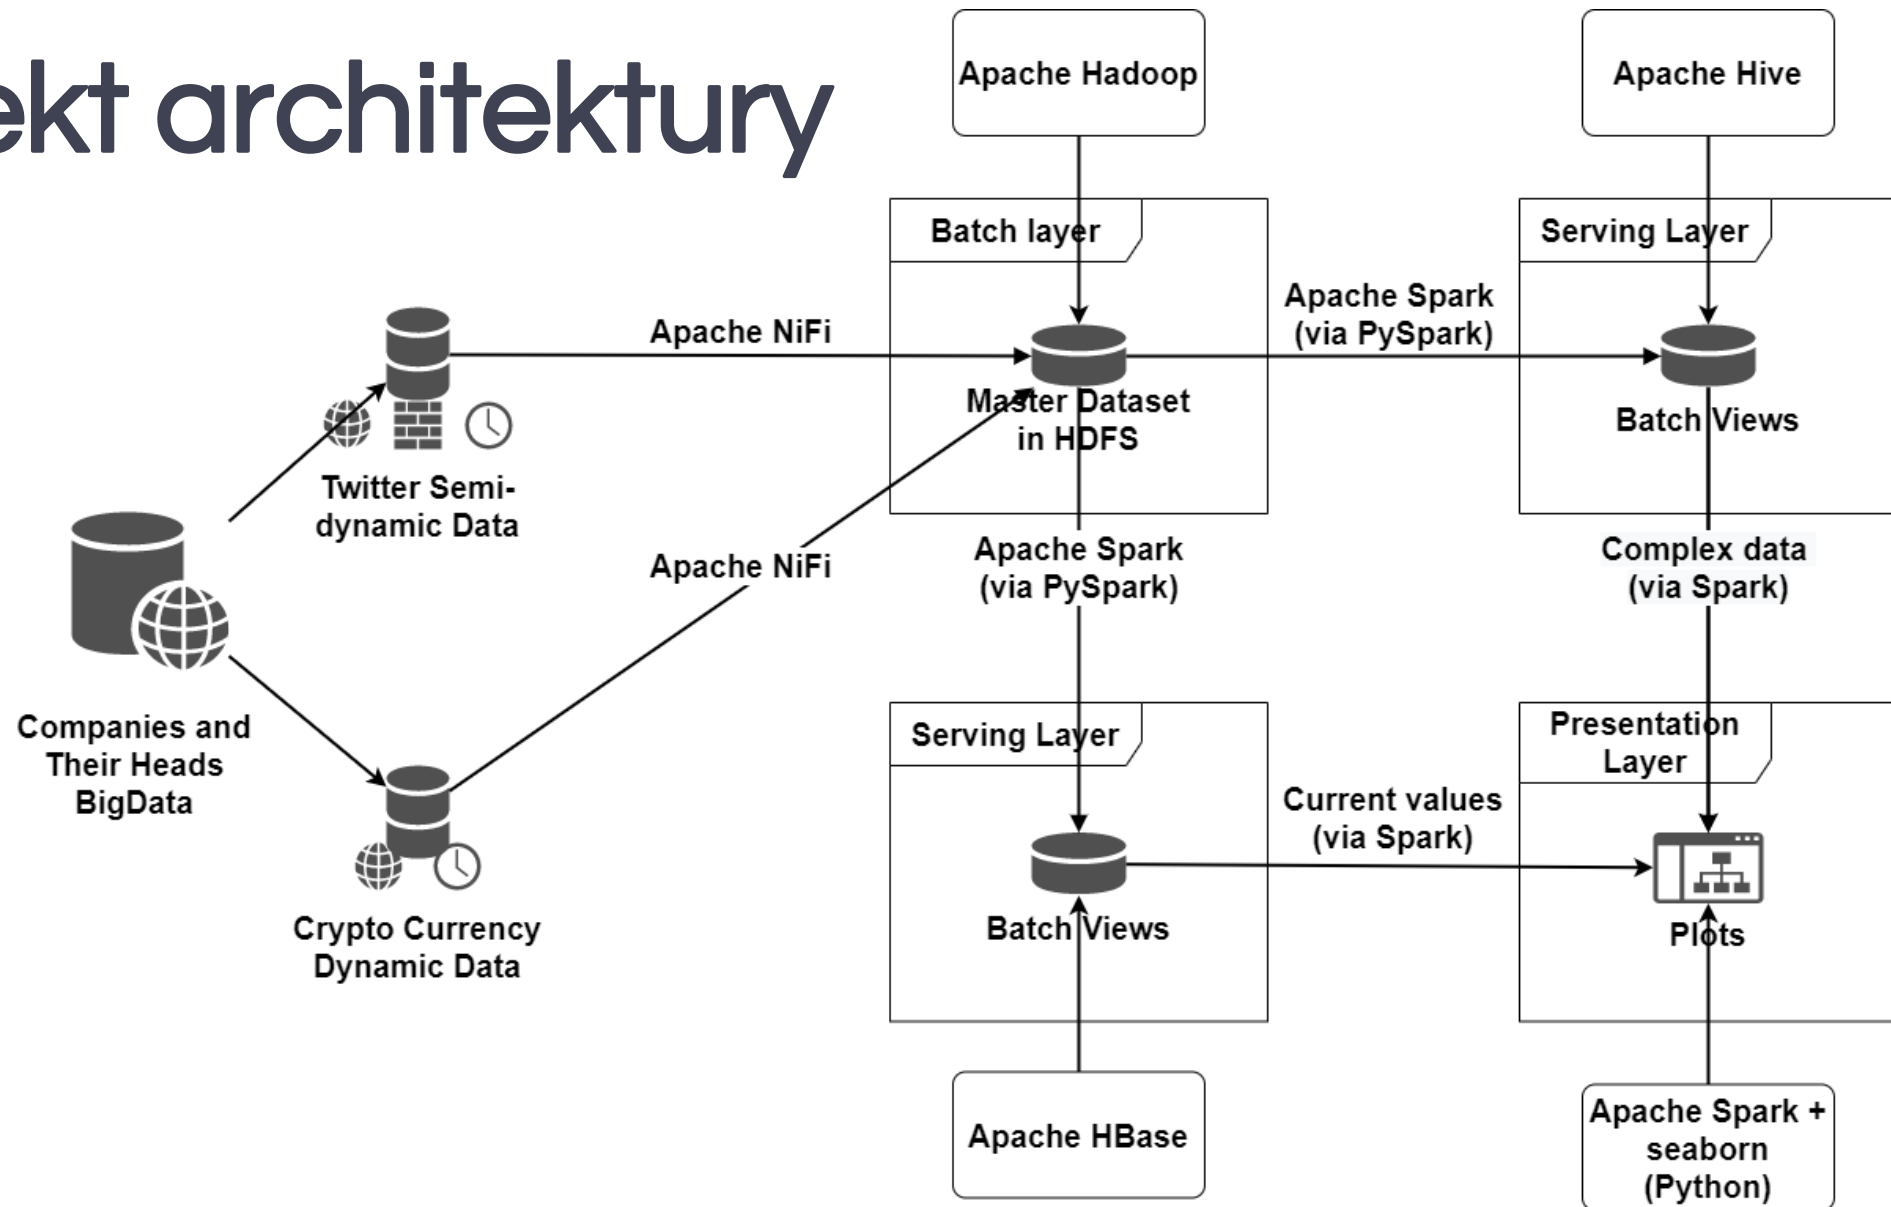 ekt architektury
Apache Hadoop
Apache Hive
Batch layer
Serving Layer
Apache NiFi
Apache Spark
(via PySpark)
Master Dataset
in HDFS
Batch Views
Twitter Semi-
dynamic Data
Apache NiFi
Apache Spark
(via PySpark)
Complex data
(via Spark)
Companies and
Their Heads
BigData
Serving Layer
Presentation
Layer
Current values
(via Spark)
Crypto Currency
Dynamic Data
Batch Views
Plots
Apache HBase
Apache Spark +
seaborn
(Python)